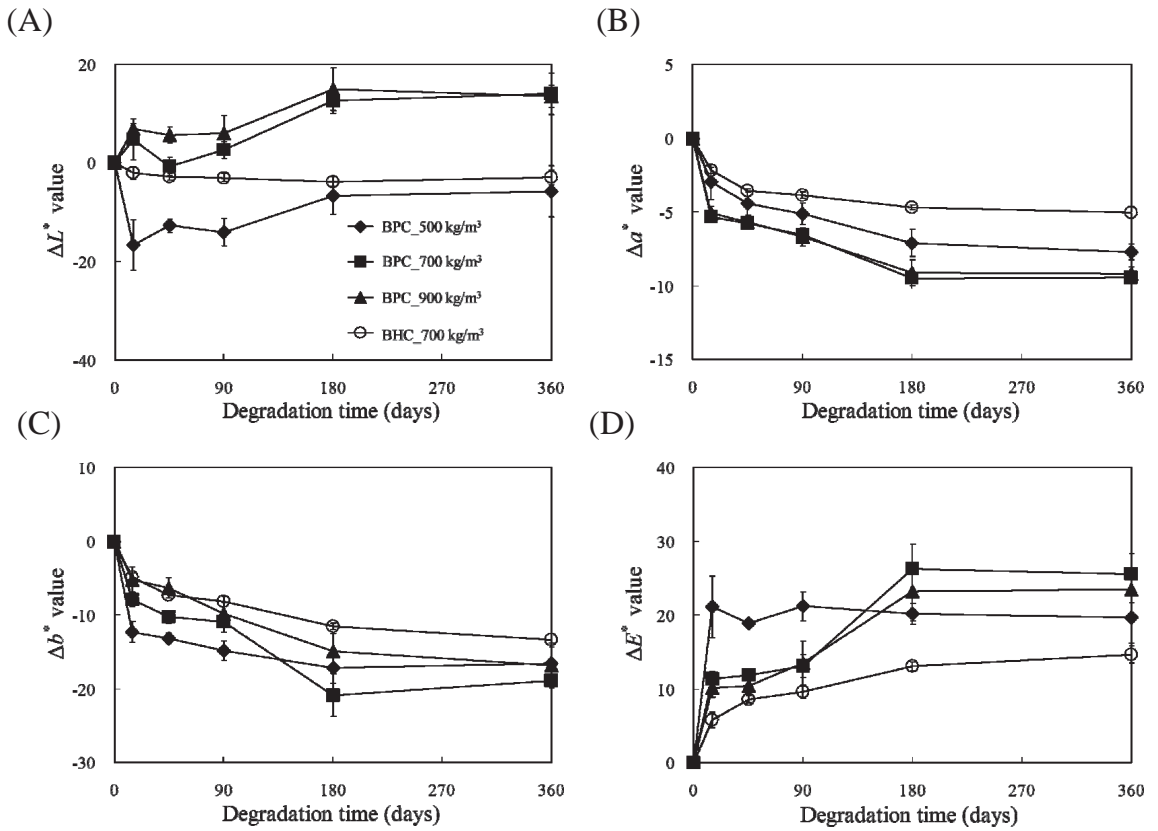 (A)
20
0
-20
-40
ΔL* value
BPC_500 kg/m³
BPC_700 kg/m³
BPC_900 kg/m³
BHC_700 kg/m³
0 90 180 270 360
Degradation time (days)
(B)
5
0
-5
-10
-15
Δa* value
0 90 180 270 360
Degradation time (days)
(C)
10
0
-10
-20
-30
Δb* value
0 90 180 270 360
Degradation time (days)
(D)
40
30
20
10
0
ΔE* value
0 90 180 270 360
Degradation time (days)